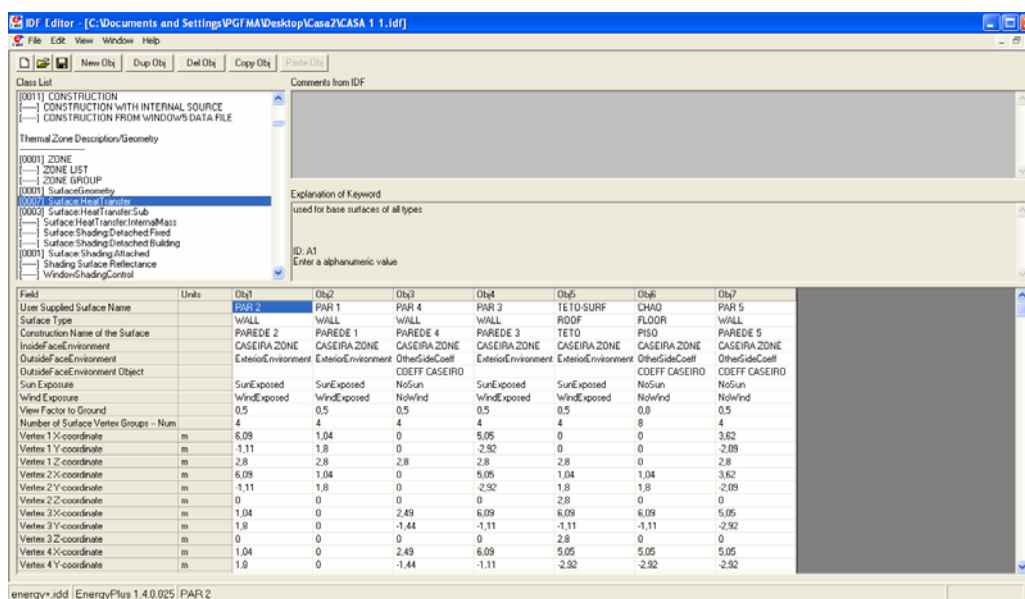 IDF Editor - [C:\Documents and Settings\PGFMA\Desktop\Casa2\CASA 1 1.idf]
File Edit View Window Help
New Obj Dup Obj Del Obj Copy Obj Paste Obj
Class List Comments from IDF
[0011] CONSTRUCTION
[-----] CONSTRUCTION WITH INTERNAL SOURCE
[-----] CONSTRUCTION FROM WINDOW5 DATA FILE
Thermal Zone Description/Geometry
[0001] ZONE
[-----] ZONE LIST
[-----] ZONE GROUP
[0001] SurfaceGeometry
[0007] Surface:HeatTransfer
[0003] Surface:HeatTransfer:Sub
[-----] Surface:HeatTransfer:InternalMass
[-----] Surface:Shading:Detached:Fixed
[-----] Surface:Shading:Detached:Building
[0001] Surface:Shading:Attached
[-----] Shading Surface Reflectance
[-----] WindowShadingControl
Explanation of Keyword
used for base surfaces of all types
ID: A1
Enter a alphanumeric value
Field Units Obj1 Obj2 Obj3 Obj4 Obj5 Obj6 Obj7
User Supplied Surface Name PAR 2 PAR 1 PAR 4 PAR 3 TETO-SURF CHAO PAR 5
Surface Type WALL WALL WALL WALL ROOF FLOOR WALL
Construction Name of the Surface PAREDE 2 PAREDE 1 PAREDE 4 PAREDE 3 TETO PISO PAREDE 5
InsideFaceEnvironment CASEIRA ZONE CASEIRA ZONE CASEIRA ZONE CASEIRA ZONE CASEIRA ZONE CASEIRA ZONE CASEIRA ZONE
OutsideFaceEnvironment ExteriorEnvironment ExteriorEnvironment OtherSideCoeff ExteriorEnvironment ExteriorEnvironment OtherSideCoeff OtherSideCoeff
OutsideFaceEnvironment Object COEFF CASEIRO COEFF CASEIRO COEFF CASEIRO
Sun Exposure SunExposed SunExposed NoSun SunExposed SunExposed NoSun NoSun
Wind Exposure WindExposed WindExposed NoWind WindExposed WindExposed NoWind NoWind
View Factor to Ground 0,5 0,5 0,5 0,5 0,5 0,8 0,5
Number of Surface Vertex Groups -- Num 4 4 4 4 4 8 4
Vertex 1 X-coordinate m 6,09 1,04 0 5,05 0 0 3,62
Vertex 1 Y-coordinate m -1,11 1,8 0 -2,92 0 0 -2,09
Vertex 1 Z-coordinate m 2,8 2,8 2,8 2,8 2,8 0 2,8
Vertex 2 X-coordinate m 6,09 1,04 0 5,05 1,04 1,04 3,62
Vertex 2 Y-coordinate m -1,11 1,8 0 -2,92 1,8 1,8 -2,09
Vertex 2 Z-coordinate m 0 0 0 0 2,8 0 0
Vertex 3 X-coordinate m 1,04 0 2,49 6,09 6,09 6,09 5,05
Vertex 3 Y-coordinate m 1,8 0 -1,44 -1,11 -1,11 -1,11 -2,92
Vertex 3 Z-coordinate m 0 0 0 0 2,8 0 0
Vertex 4 X-coordinate m 1,04 0 2,49 6,09 5,05 5,05 5,05
Vertex 4 Y-coordinate m 1,8 0 -1,44 -1,11 -2,92 -2,92 -2,92
energy+.idd EnergyPlus 1.4.0.025 PAR 2